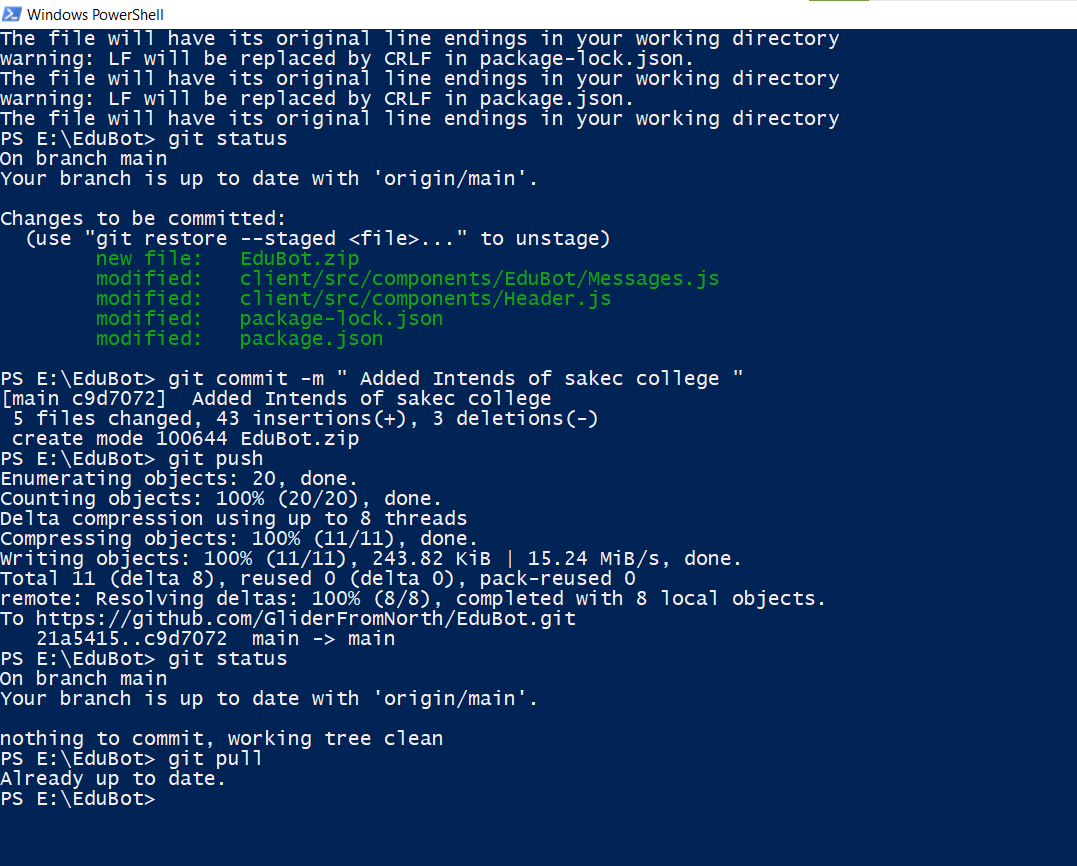 Windows PowerShell
The file will have its original line endings in your working directory
warning: LF will be replaced by CRLF in package-lock.json.
The file will have its original line endings in your working directory
warning: LF will be replaced by CRLF in package.json.
The file will have its original line endings in your working directory
PS E:\EduBot> git status
On branch main
Your branch is up to date with 'origin/main'.

Changes to be committed:
  (use "git restore --staged <file>..." to unstage)
        new file:   EduBot.zip
        modified:   client/src/components/EduBot/Messages.js
        modified:   client/src/components/Header.js
        modified:   package-lock.json
        modified:   package.json

PS E:\EduBot> git commit -m " Added Intends of sakec college "
[main c9d7072]  Added Intends of sakec college
 5 files changed, 43 insertions(+), 3 deletions(-)
 create mode 100644 EduBot.zip
PS E:\EduBot> git push
Enumerating objects: 20, done.
Counting objects: 100% (20/20), done.
Delta compression using up to 8 threads
Compressing objects: 100% (11/11), done.
Writing objects: 100% (11/11), 243.82 KiB | 15.24 MiB/s, done.
Total 11 (delta 8), reused 0 (delta 0), pack-reused 0
remote: Resolving deltas: 100% (8/8), completed with 8 local objects.
To https://github.com/GliderFromNorth/EduBot.git
   21a5415..c9d7072  main -> main
PS E:\EduBot> git status
On branch main
Your branch is up to date with 'origin/main'.

nothing to commit, working tree clean
PS E:\EduBot> git pull
Already up to date.
PS E:\EduBot>